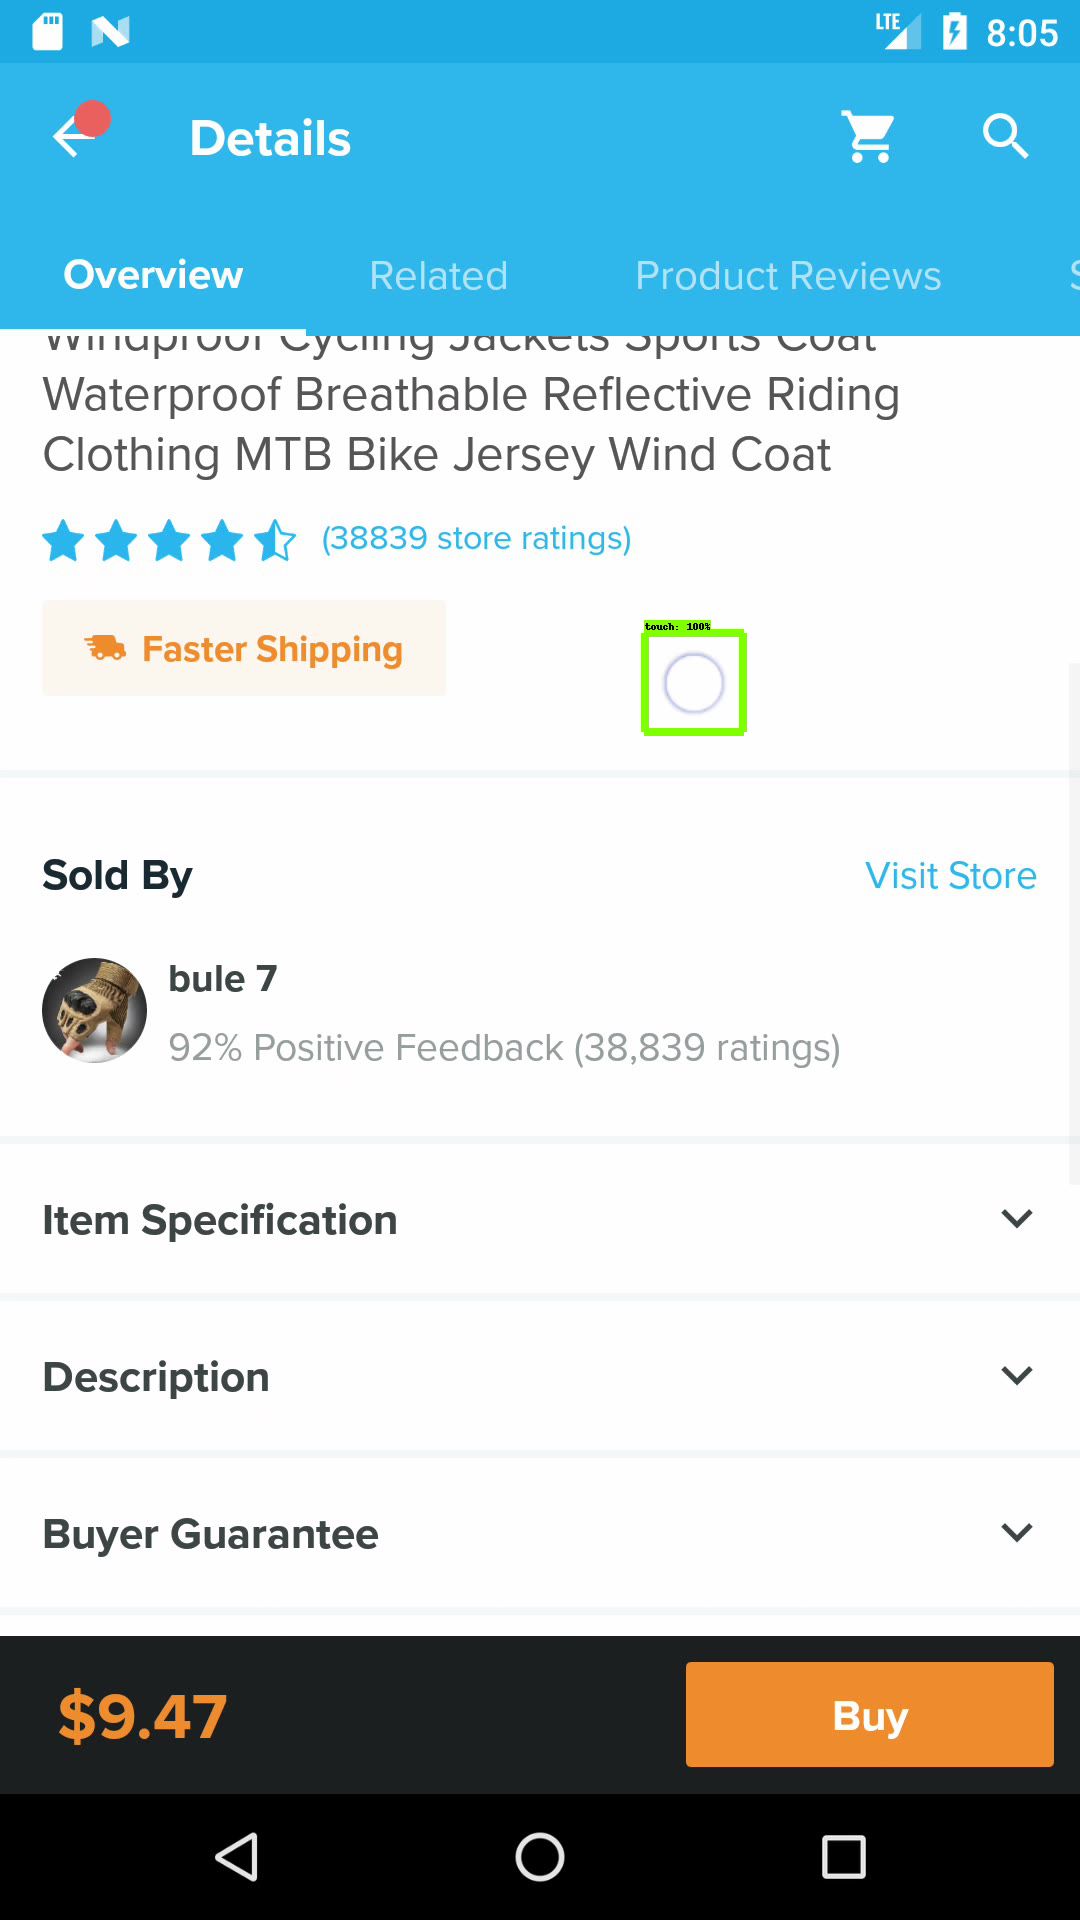 LTE 8:05
Details
Overview Related Product Reviews
Windproof Cycling Jackets Sports Coat
Waterproof Breathable Reflective Riding
Clothing MTB Bike Jersey Wind Coat
(38839 store ratings)
Faster Shipping
touch: 100%
Sold By Visit Store
bule 7
92% Positive Feedback (38,839 ratings)
Item Specification
Description
Buyer Guarantee
$9.47 Buy